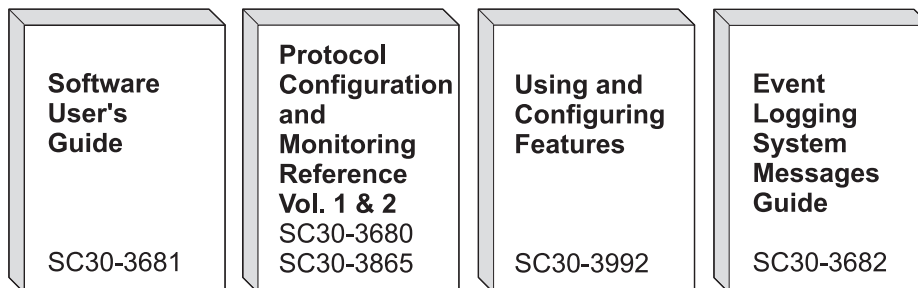 Software
User's
Guide
SC30-3681
Protocol
Configuration
and
Monitoring
Reference
Vol. 1 & 2
SC30-3680
SC30-3865
Using and
Configuring
Features
SC30-3992
Event
Logging
System
Messages
Guide
SC30-3682